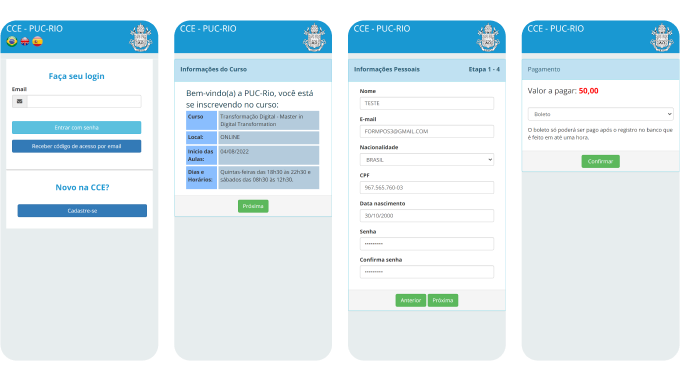 CCE - PUC-RIO
Faça seu login
Email
Entrar com senha
Receber código de acesso por email
Novo na CCE?
Cadastre-se
CCE - PUC-RIO
Informações do Curso
Bem-vindo(a) a PUC-Rio, você está
se inscrevendo no curso:
Curso
Transformação Digital - Master in
Digital Transformation
Local:
ONLINE
Início das
Aulas:
04/08/2022
Dias e
Horários:
Quintas-feiras das 18h30 às 22h30 e
sábados das 08h30 às 12h30.
Próxima
CCE - PUC-RIO
Informações Pessoais
Etapa 1 - 4
Nome
TESTE
E-mail
FORMPOS3@GMAIL.COM
Nacionalidade
BRASIL
CPF
967.565.760-03
Data nascimento
30/10/2000
Senha
Confirma senha
Anterior
Próxima
CCE - PUC-RIO
Pagamento
Valor a pagar: 50,00
Boleto
O boleto só poderá ser pago após o registro no banco que
é feito em até uma hora.
Confirmar